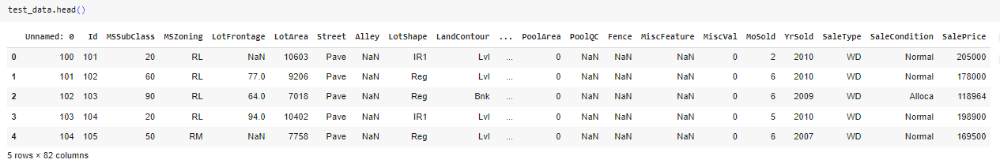 test_data.head()
Unnamed: 0 Id MSSubClass MSZoning LotFrontage LotArea Street Alley LotShape LandContour ... PoolArea PoolQC Fence MiscFeature MiscVal MoSold YrSold SaleType SaleCondition SalePrice
0 100 101 20 RL NaN 10603 Pave NaN IR1 Lvl ... 0 NaN NaN NaN 0 2 2010 WD Normal 205000
1 101 102 60 RL 77.0 9206 Pave NaN Reg Lvl ... 0 NaN NaN NaN 0 6 2010 WD Normal 178000
2 102 103 90 RL 64.0 7018 Pave NaN Reg Bnk ... 0 NaN NaN NaN 0 6 2009 WD Alloca 118964
3 103 104 20 RL 94.0 10402 Pave NaN IR1 Lvl ... 0 NaN NaN NaN 0 5 2010 WD Normal 198900
4 104 105 50 RM NaN 7758 Pave NaN Reg Lvl ... 0 NaN NaN NaN 0 6 2007 WD Normal 169500
5 rows × 82 columns